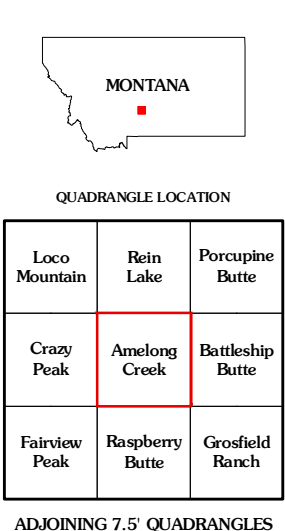 MONTANA
QUADRANGLE LOCATION
Loco Mountain
Rein Lake
Porcupine Butte
Crazy Peak
Amelong Creek
Battleship Butte
Fairview Peak
Raspberry Butte
Grosfield Ranch
ADJOINING 7.5' QUADRANGLES